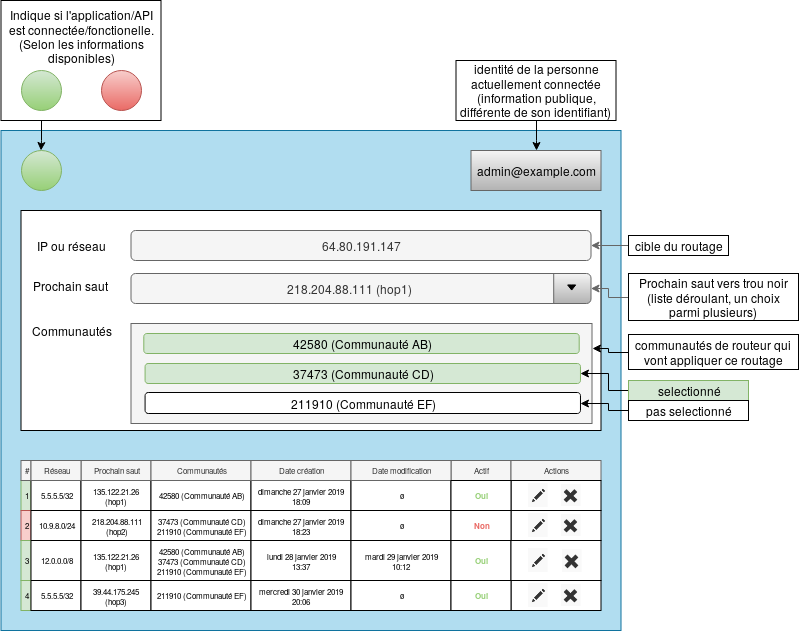 Indique si l'application/API
est connectée/fonctionelle.
(Selon les informations
disponibles)
identité de la personne
actuellement connectée
(information publique,
différente de son identifiant)
admin@example.com
IP ou réseau
64.80.191.147
cible du routage
Prochain saut
218.204.88.111 (hop1)
Prochain saut vers trou noir
(liste déroulant, un choix
parmi plusieurs)
Communautés
42580 (Communauté AB)
37473 (Communauté CD)
211910 (Communauté EF)
communautés de routeur qui
vont appliquer ce routage
selectionné
pas selectionné
# Réseau Prochain saut Communautés Date création Date modification Actif Actions
1 5.5.5.5/32 135.122.21.26 (hop1) 42580 (Communauté AB) dimanche 27 janvier 2019 18:09 ø Oui
2 10.9.8.0/24 218.204.88.111 (hop2) 37473 (Communauté CD) 211910 (Communauté EF) dimanche 27 janvier 2019 18:23 ø Non
3 12.0.0.0/8 135.122.21.26 (hop1) 42580 (Communauté AB) 37473 (Communauté CD) 211910 (Communauté EF) lundi 28 janvier 2019 13:37 mardi 29 janvier 2019 10:12 Oui
4 5.5.5.5/32 39.44.175.245 (hop3) 211910 (Communauté EF) mercredi 30 janvier 2019 20:06 ø Oui